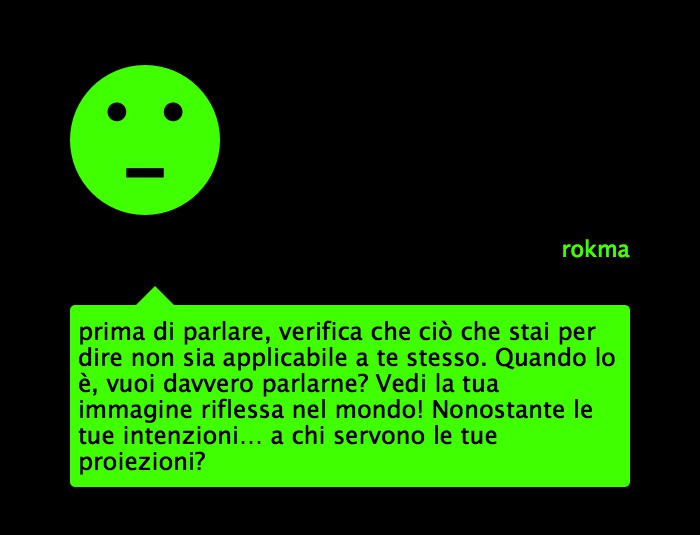 rokma
prima di parlare, verifica che ciò che stai per
dire non sia applicabile a te stesso. Quando lo
è, vuoi davvero parlarne? Vedi la tua
immagine riflessa nel mondo! Nonostante le
tue intenzioni... a chi servono le tue
proiezioni?